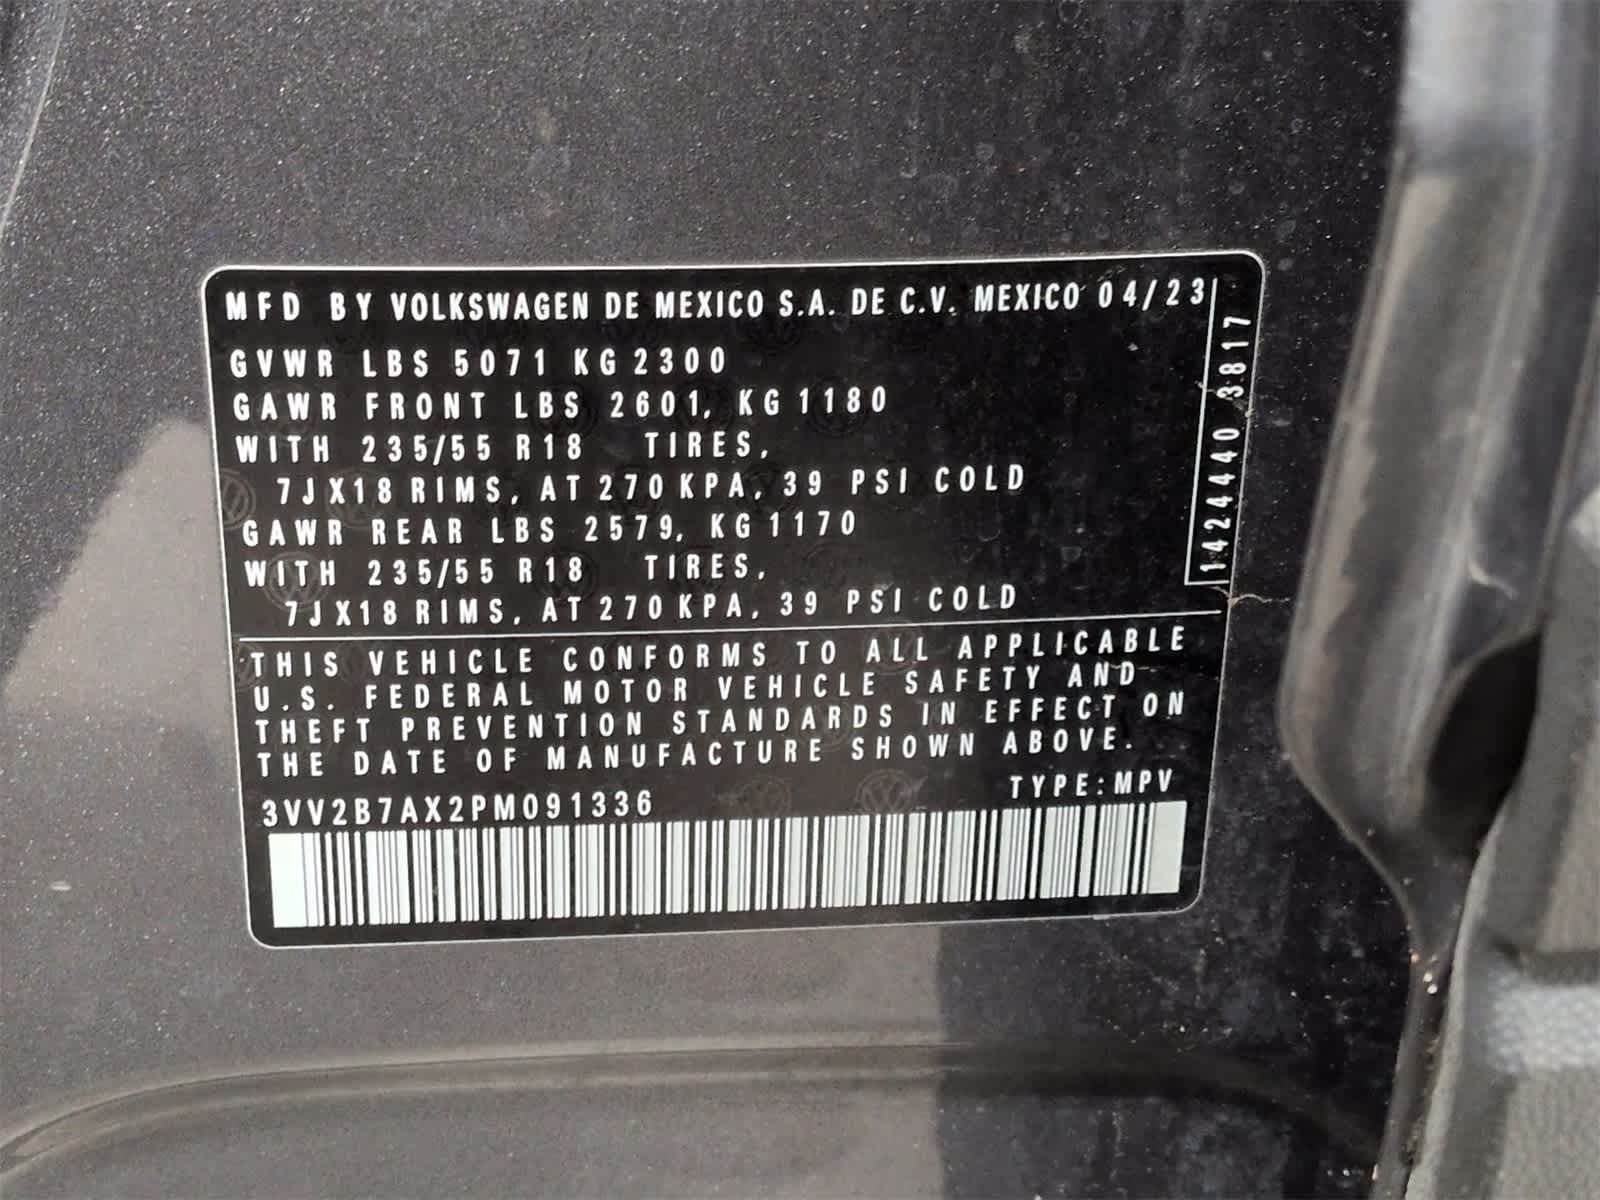 MFD BY VOLKSWAGEN DE MEXICO S.A. DE C.V. MEXICO 04/23
GVWR LBS 5071 KG 2300
GAWR FRONT LBS 2601, KG 1180
WITH 235/55 R18 TIRES,
7JX18 RIMS, AT 270 KPA, 39 PSI COLD
GAWR REAR LBS 2579, KG 1170
WITH 235/55 R18 TIRES,
7JX18 RIMS, AT 270 KPA, 39 PSI COLD
1424440 3817
THIS VEHICLE CONFORMS TO ALL APPLICABLE
U.S. FEDERAL MOTOR VEHICLE SAFETY AND
THEFT PREVENTION STANDARDS IN EFFECT ON
THE DATE OF MANUFACTURE SHOWN ABOVE.
3VV2B7AX2PM091336 TYPE:MPV